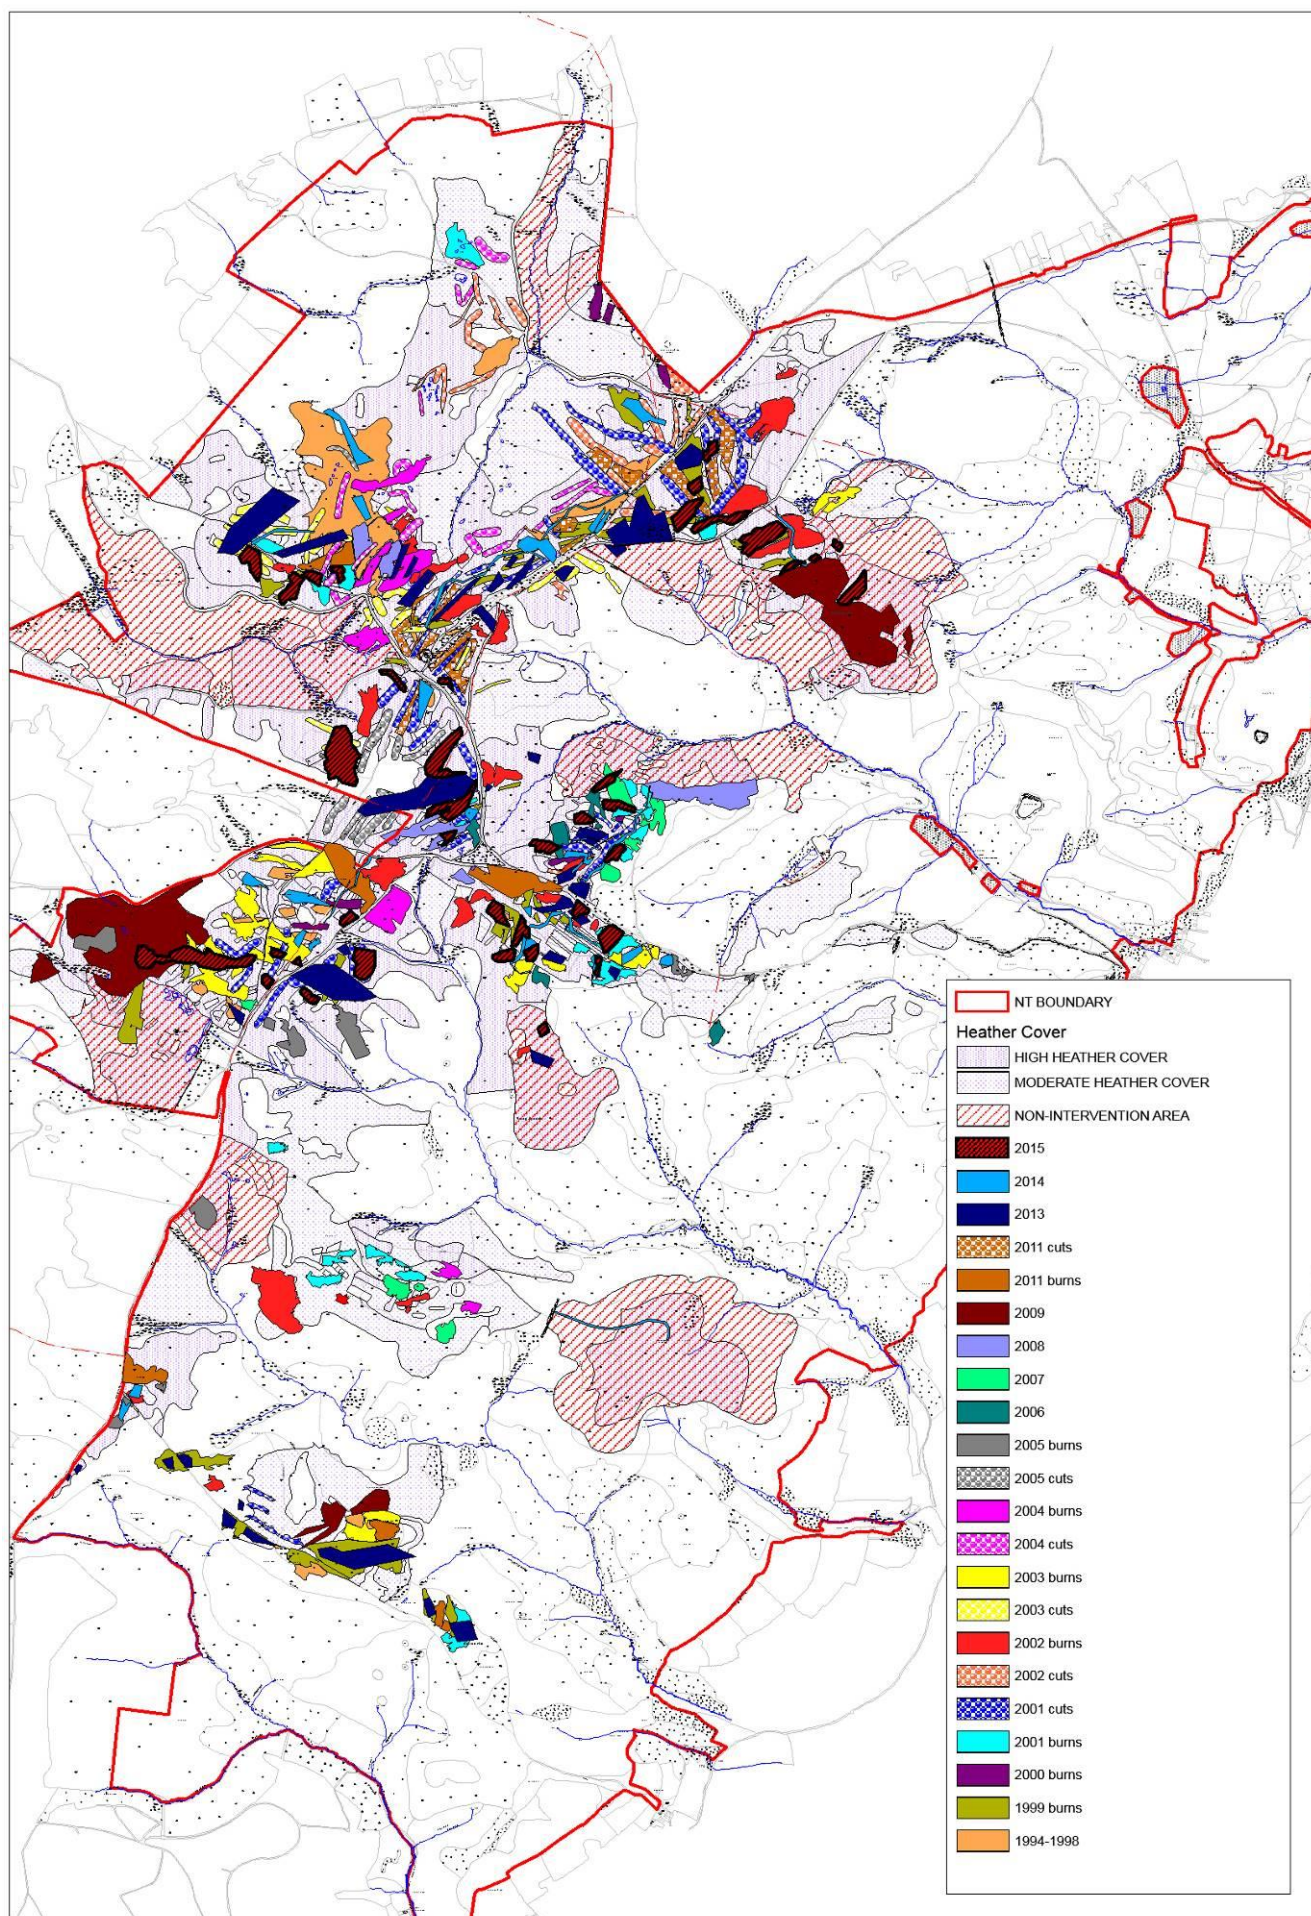 NT BOUNDARY
Heather Cover
HIGH HEATHER COVER
MODERATE HEATHER COVER
NON-INTERVENTION AREA
2015
2014
2013
2011 cuts
2011 burns
2009
2008
2007
2006
2005 burns
2005 cuts
2004 burns
2004 cuts
2003 burns
2003 cuts
2002 burns
2002 cuts
2001 cuts
2001 burns
2000 burns
1999 burns
1994-1998